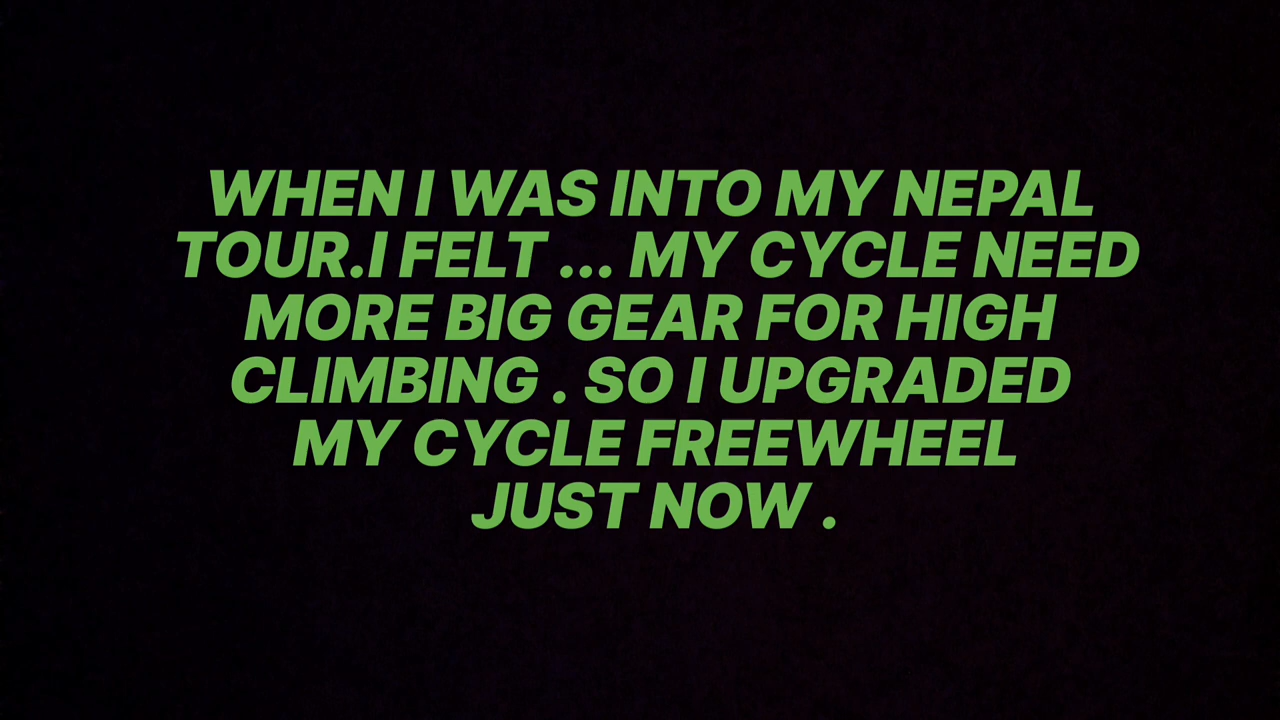 WHEN I WAS INTO MY NEPAL
TOUR.I FELT ... MY CYCLE NEED
MORE BIG GEAR FOR HIGH
CLIMBING . SO I UPGRADED
MY CYCLE FREEWHEEL
JUST NOW .